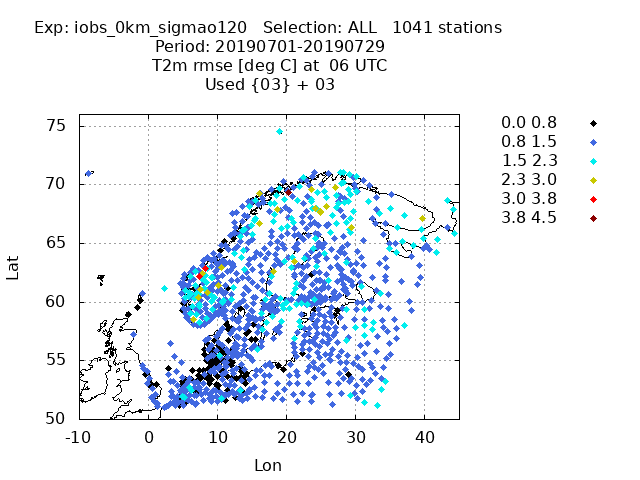 Exp: iobs_0km_sigmao120   Selection: ALL   1041 stations
Period: 20190701-20190729
T2m rmse [deg C] at  06 UTC
Used {03} + 03
0.0 0.8
0.8 1.5
1.5 2.3
2.3 3.0
3.0 3.8
3.8 4.5
75
70
65
60
55
50
Lat
-10 0 10 20 30 40
Lon